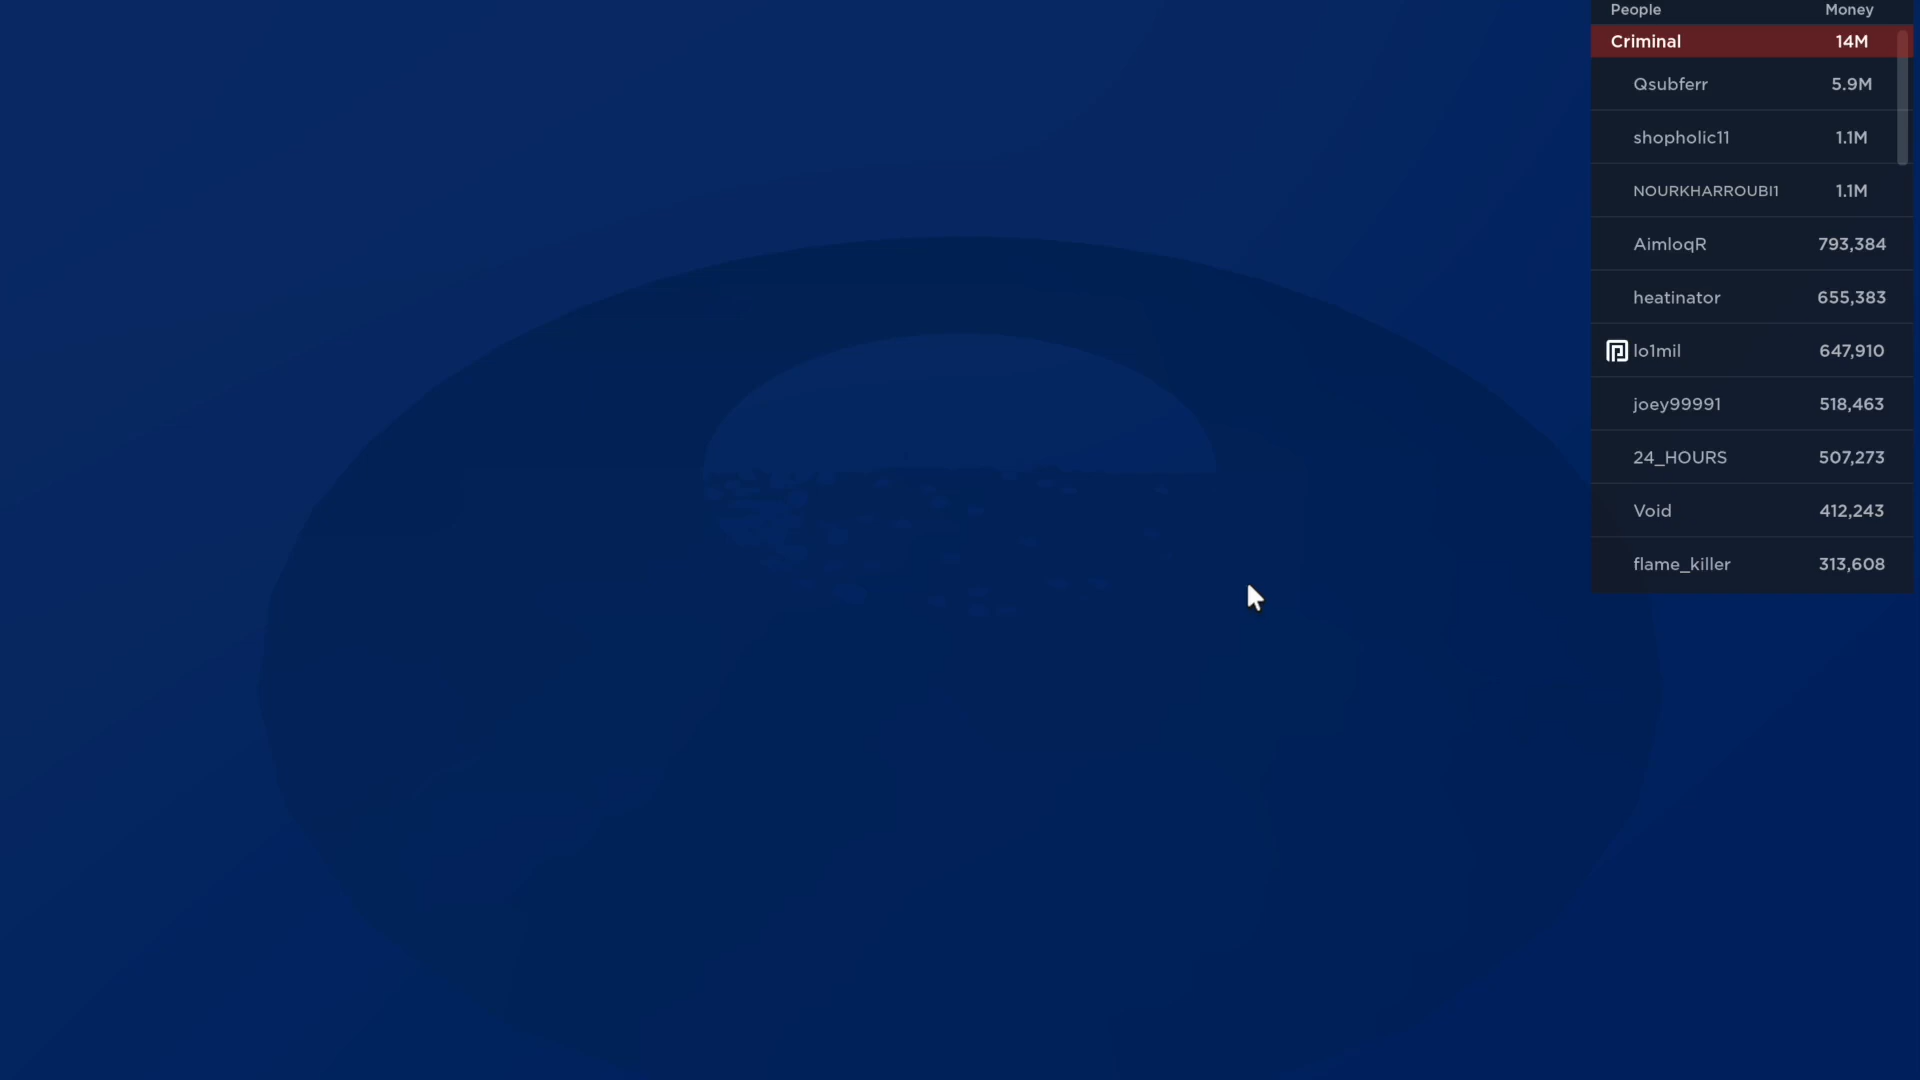 People Money
Criminal 14M
Qsubferr 5.9M
shopholic11 1.1M
NOURKHARROUBI1 1.1M
AimloqR 793,384
heatinator 655,383
lo1mil 647,910
joey99991 518,463
24_HOURS 507,273
Void 412,243
flame_killer 313,608